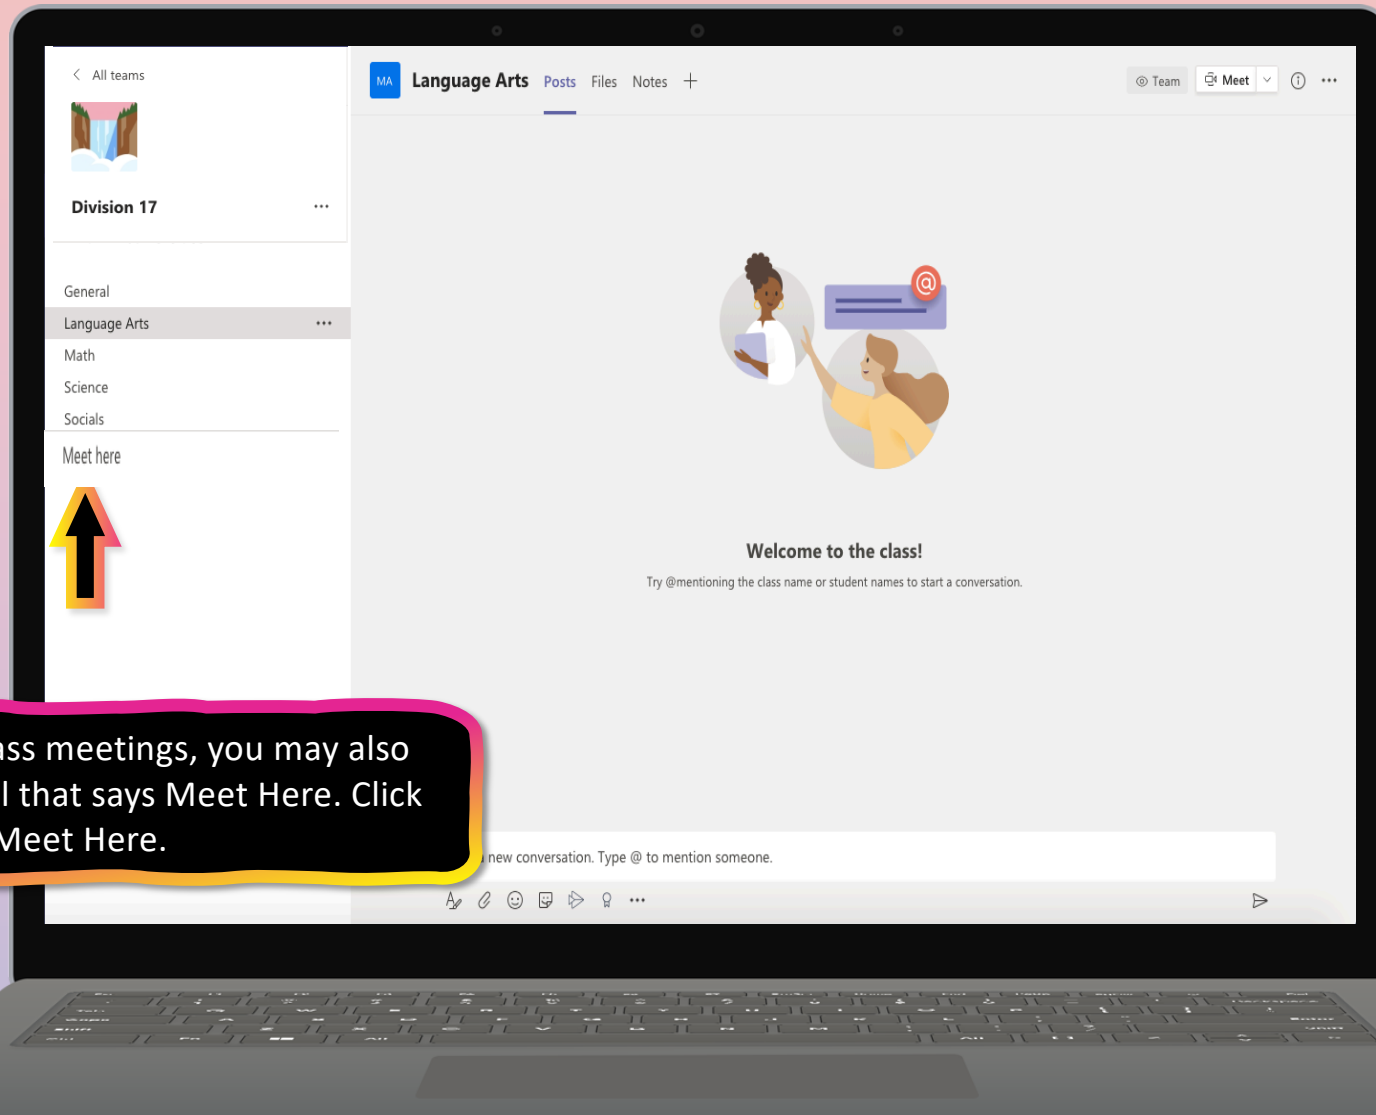 All teams
MA Language Arts Posts Files Notes
Team Meet
Division 17
General
Language Arts
Math
Science
Socials
Meet here
@
Welcome to the class!
Try @mentioning the class name or student names to start a conversation.
meetings, you may also
that says Meet Here. Click
Meet Here.
new conversation. Type @ to mention someone.